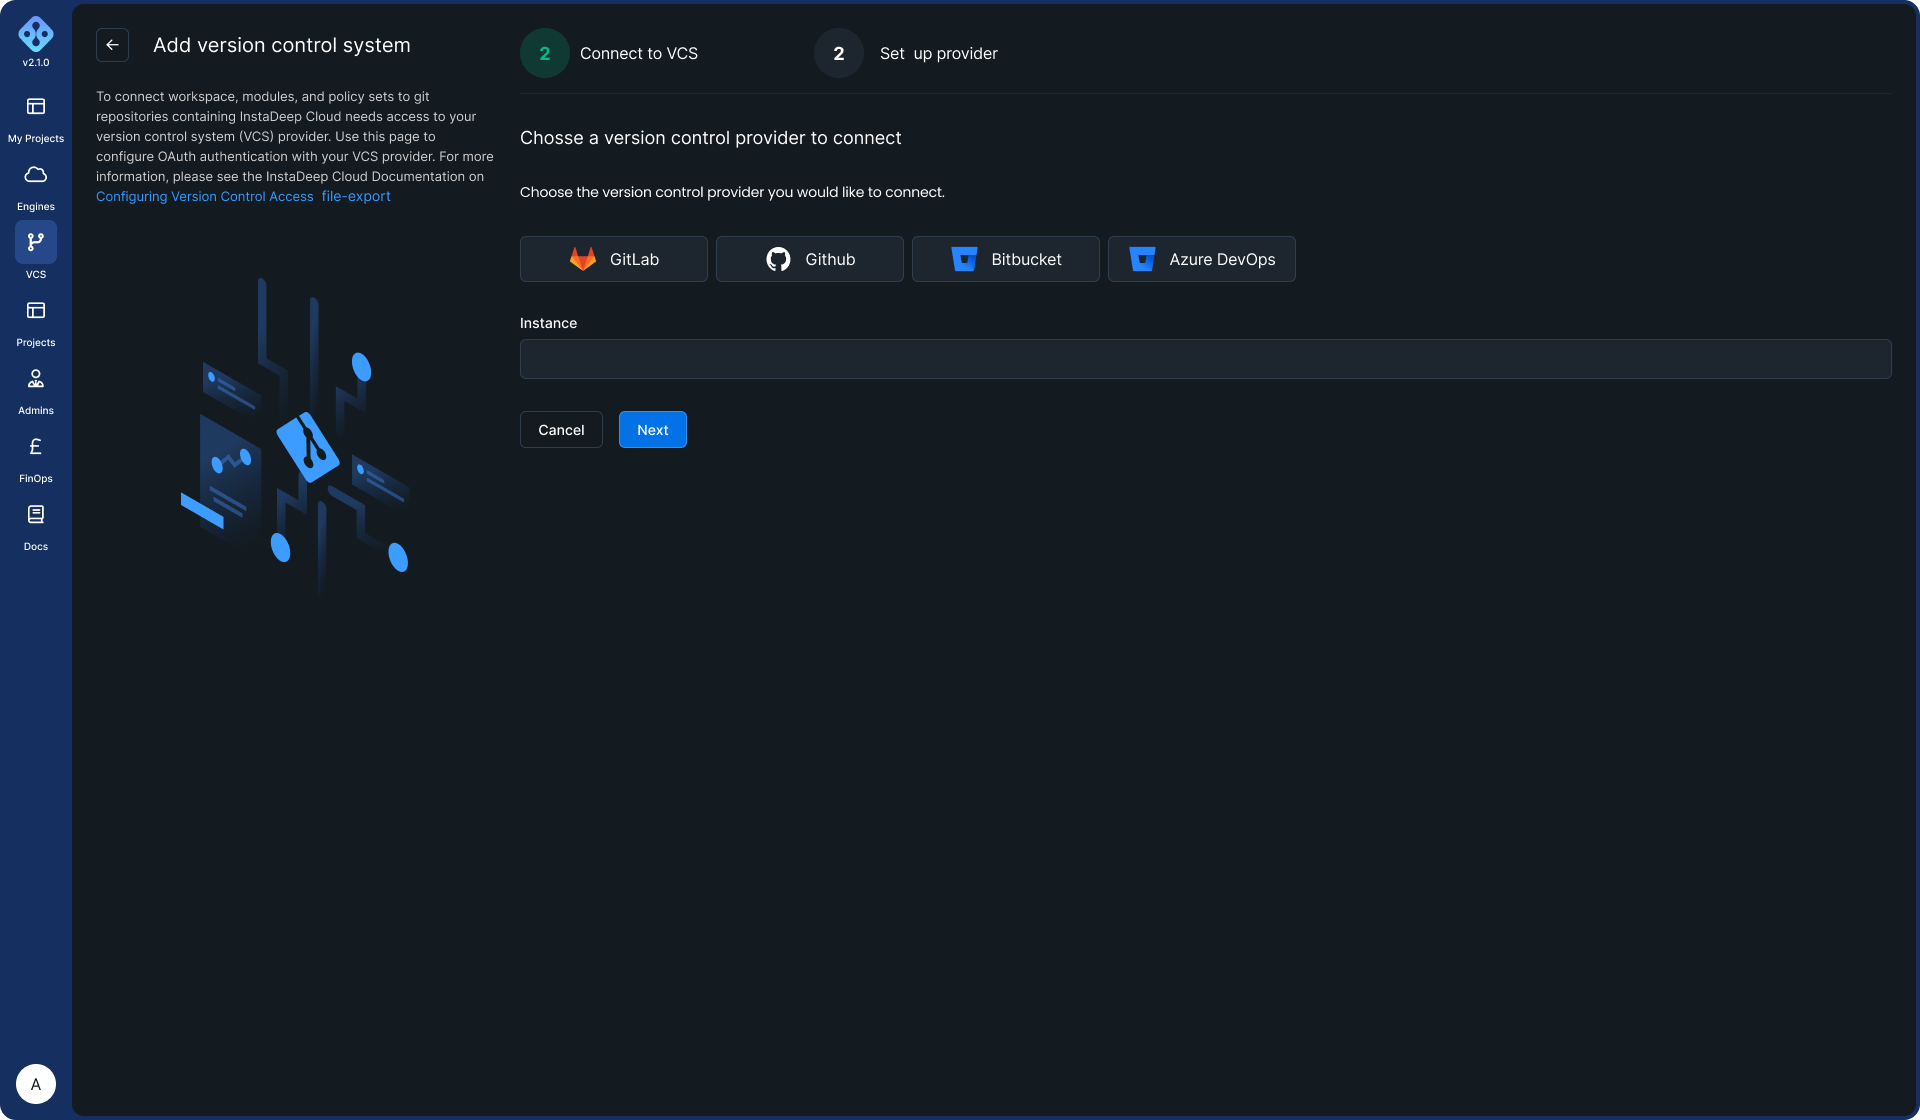 v2.1.0
My Projects
Engines
VCS
Projects
Admins
£
FinOps
Docs
A
Add version control system
To connect workspace, modules, and policy sets to git
repositories containing InstaDeep Cloud needs access to your
version control system (VCS) provider. Use this page to
configure OAuth authentication with your VCS provider. For more
information, please see the InstaDeep Cloud Documentation on
Configuring Version Control Access file-export
2 Connect to VCS
2 Set up provider
Chosse a version control provider to connect
Choose the version control provider you would like to connect.
GitLab
Github
Bitbucket
Azure DevOps
Instance
Cancel
Next